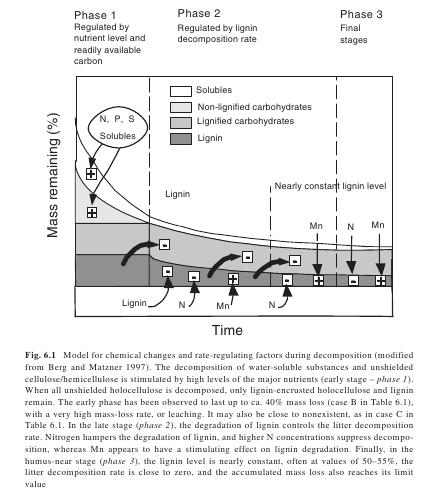 Phase 1
Regulated by
nutrient level and
readily available
carbon
Phase 2
Regulated by lignin
decomposition rate
Phase 3
Final
stages
Mass remaining (%)
N, P, S
Solubles
Solubles
Non-lignified carbohydrates
Lignified carbohydrates
Lignin
Lignin
Nearly constant lignin level
Mn
N
Mn
+
+
-
-
-
-
-
+
-
+
-
+
Lignin
N
Mn
N
Time
Fig. 6.1 Model for chemical changes and rate-regulating factors during decomposition (modified
from Berg and Matzner 1997). The decomposition of water-soluble substances and unshielded
cellulose/hemicellulose is stimulated by high levels of the major nutrients (early stage – phase 1).
When all unshielded holocellulose is decomposed, only lignin-encrusted holocellulose and lignin
remain. The early phase has been observed to last up to ca. 40% mass loss (case B in Table 6.1),
with a very high mass-loss rate, or leaching. It may also be close to nonexistent, as in case C in
Table 6.1. In the late stage (phase 2), the degradation of lignin controls the litter decomposition
rate. Nitrogen hampers the degradation of lignin, and higher N concentrations suppress decompo-
sition, whereas Mn appears to have a stimulating effect on lignin degradation. Finally, in the
humus-near stage (phase 3), the lignin level is nearly constant, often at values of 50–55%, the
litter decomposition rate is close to zero, and the accumulated mass loss also reaches its limit
value